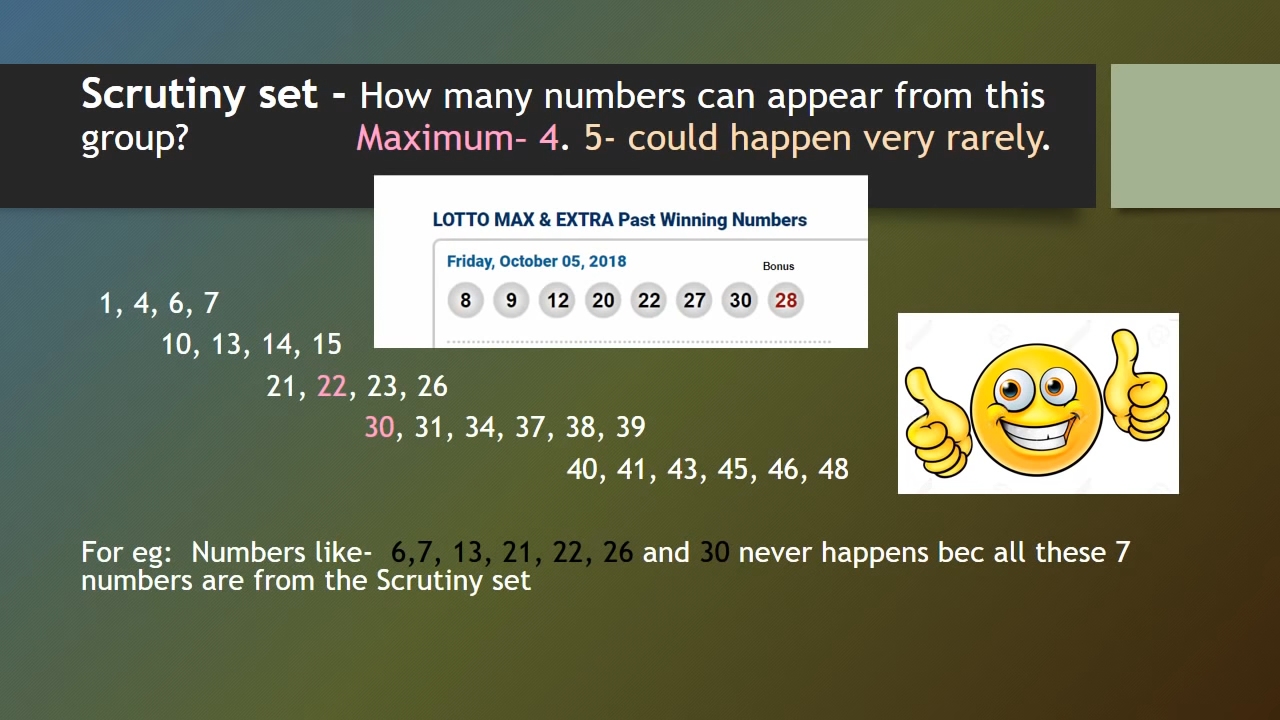 Scrutiny set - How many numbers can appear from this
group? Maximum- 4. 5- could happen very rarely.
LOTTO MAX & EXTRA Past Winning Numbers
Friday, October 05, 2018
Bonus
8 9 12 20 22 27 30 28
1, 4, 6, 7
10, 13, 14, 15
21, 22, 23, 26
30, 31, 34, 37, 38, 39
40, 41, 43, 45, 46, 48
For eg: Numbers like- 6,7, 13, 21, 22, 26 and 30 never happens bec all these 7
numbers are from the Scrutiny set